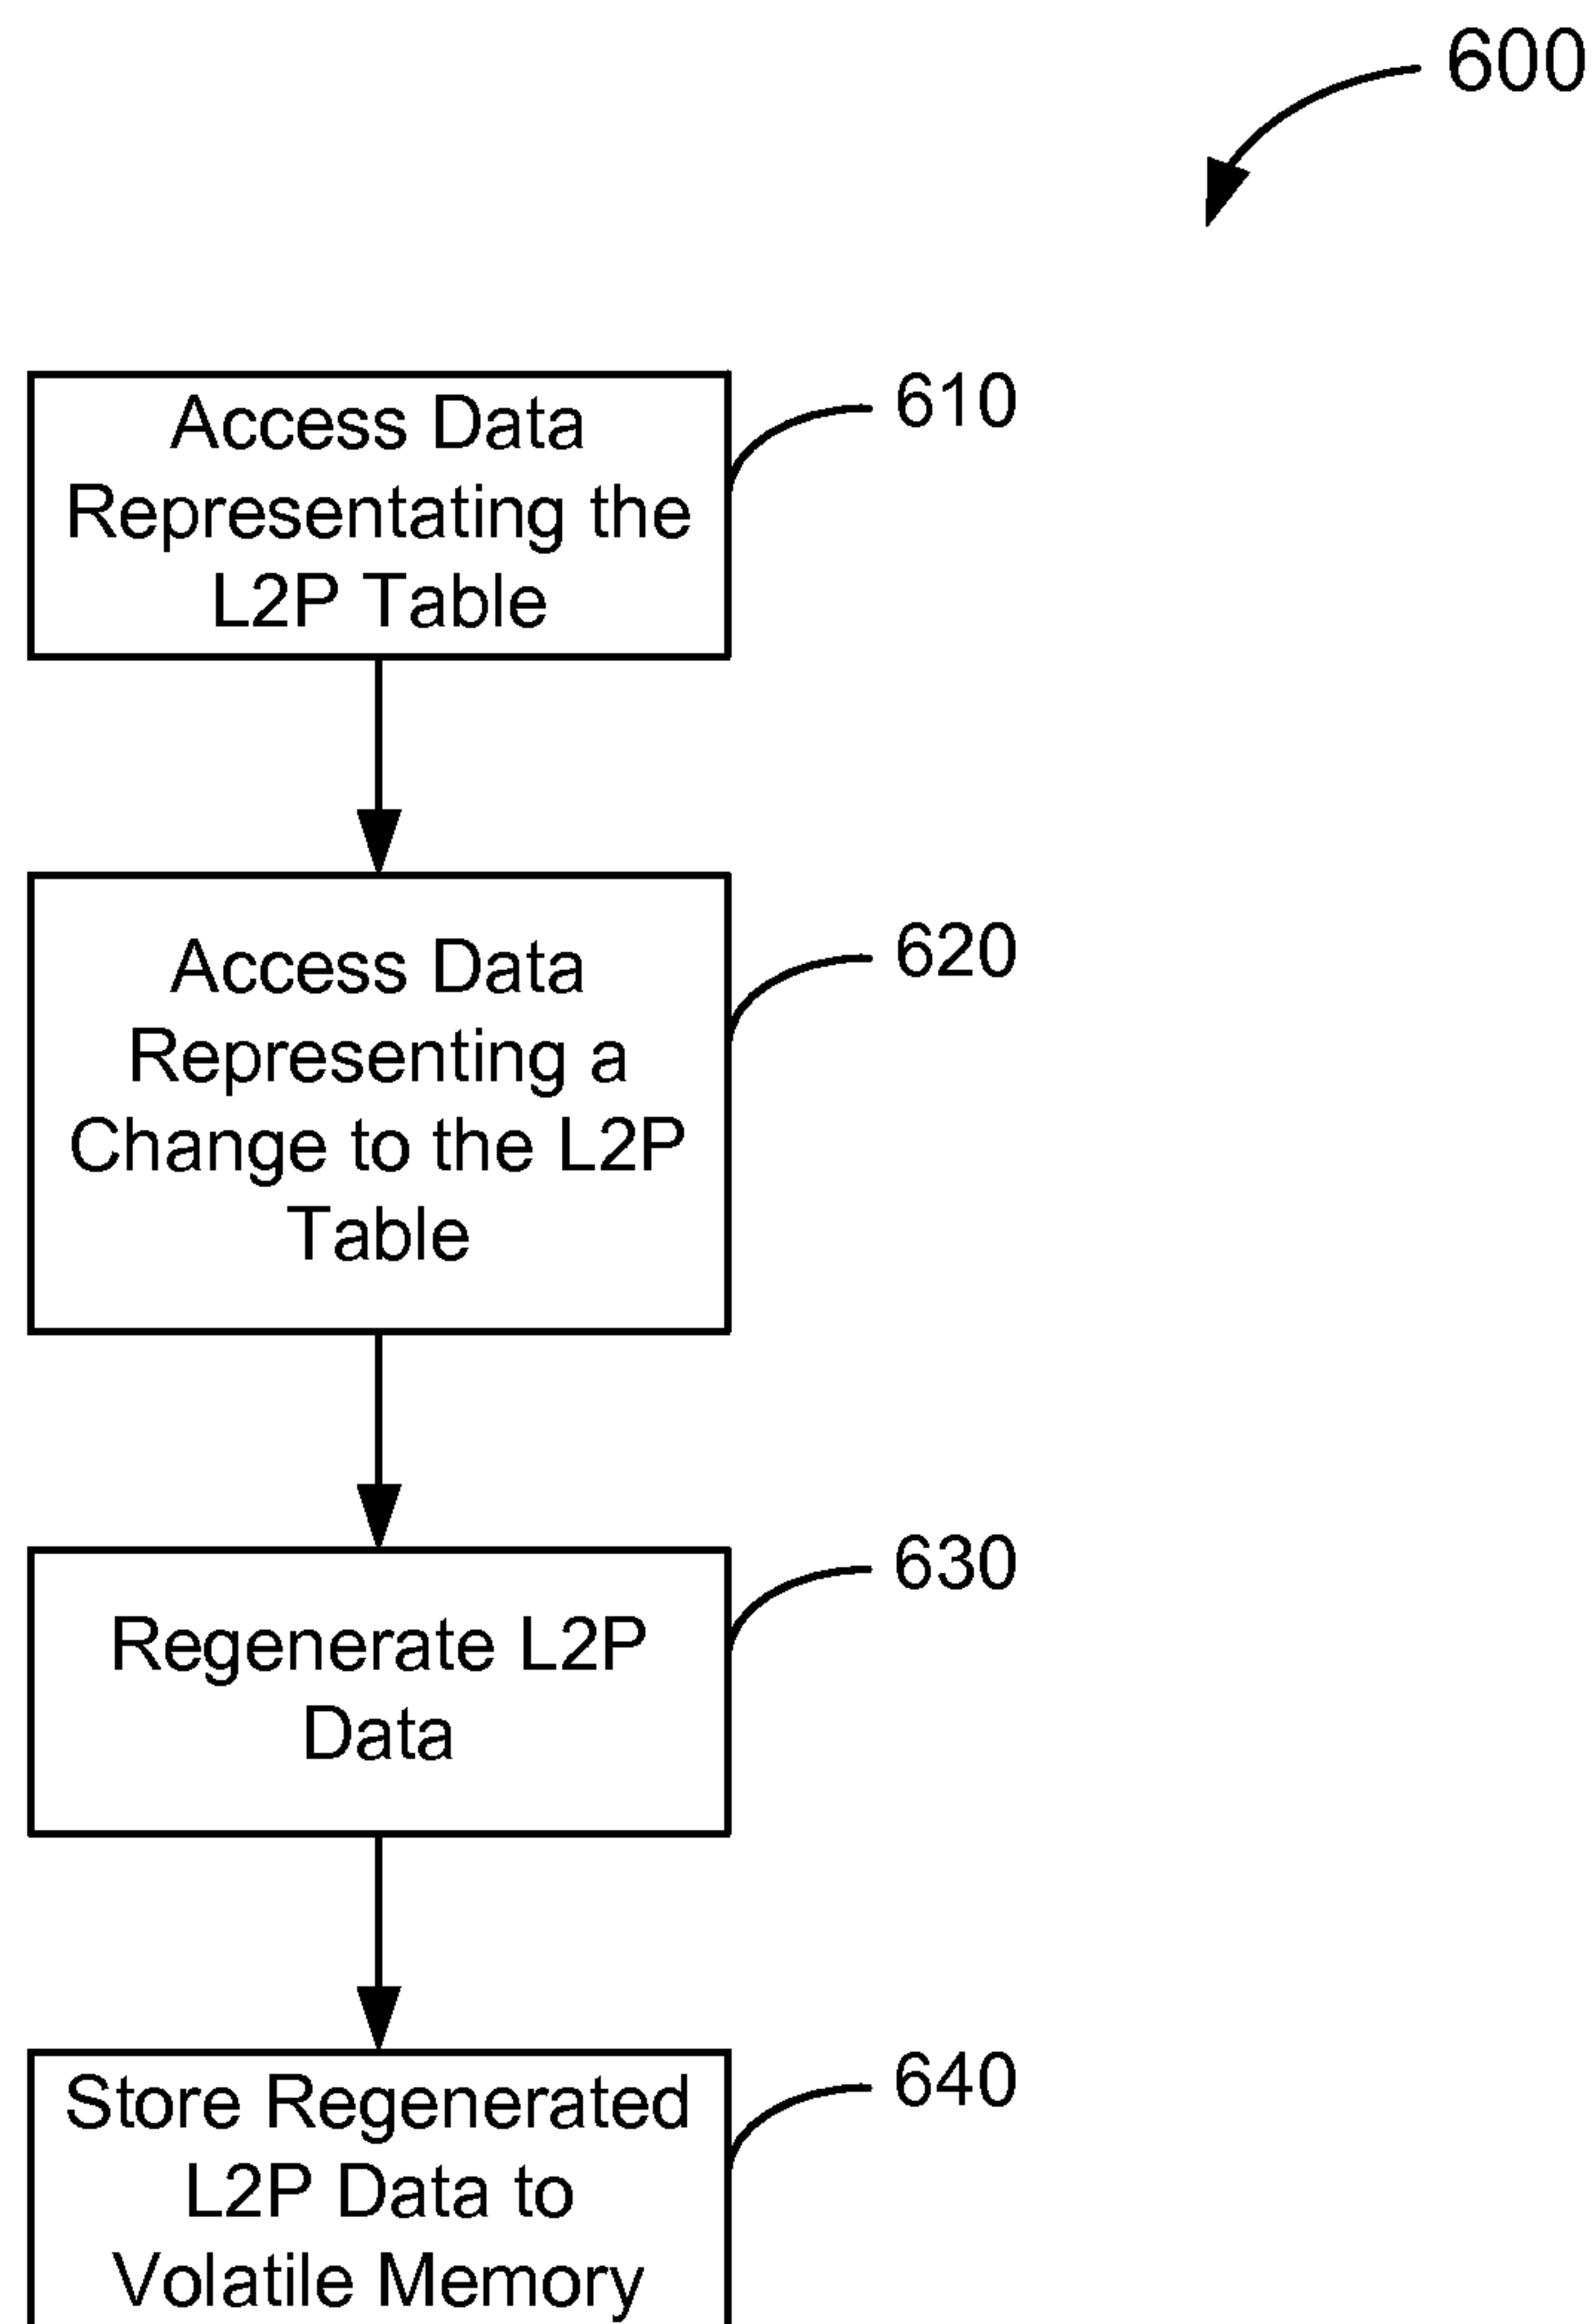 600
Access Data
Representating the
L2P Table
610
Access Data
Representing a
Change to the L2P
Table
620
Regenerate L2P
Data
630
Store Regenerated
L2P Data to
Volatile Memory
640